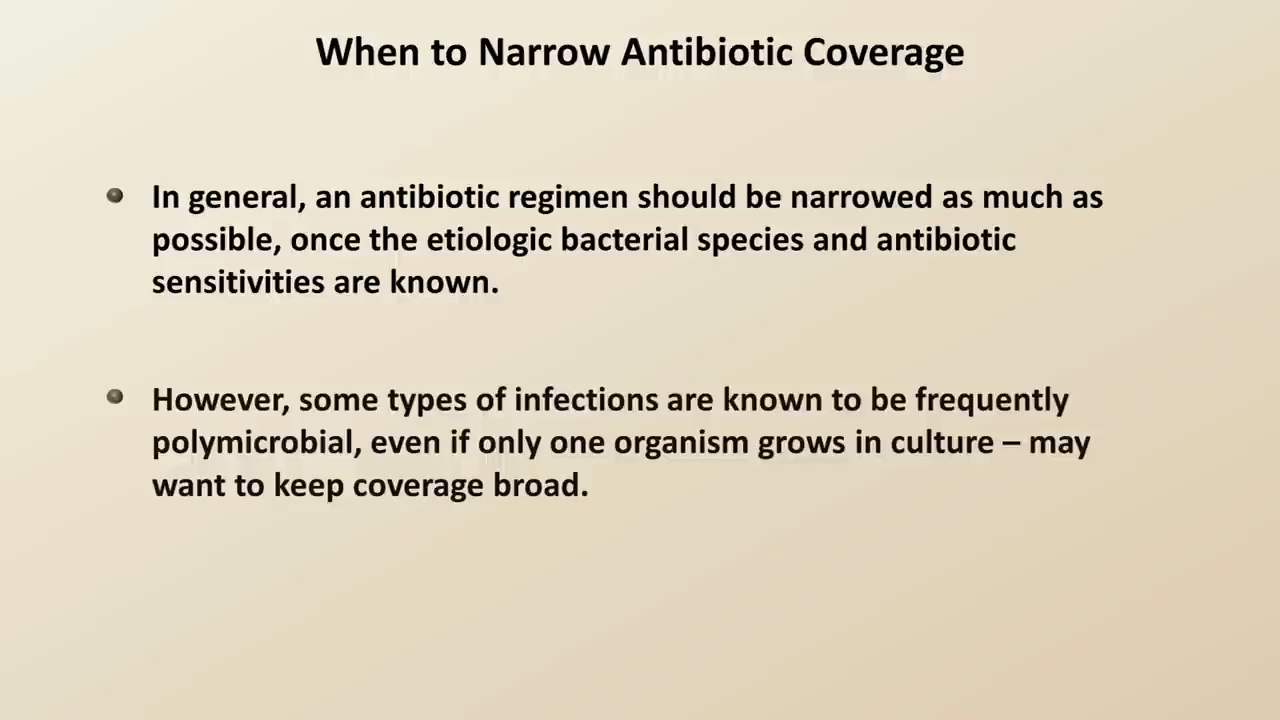 When to Narrow Antibiotic Coverage
In general, an antibiotic regimen should be narrowed as much as
possible, once the etiologic bacterial species and antibiotic
sensitivities are known.
However, some types of infections are known to be frequently
polymicrobial, even if only one organism grows in culture – may
want to keep coverage broad.